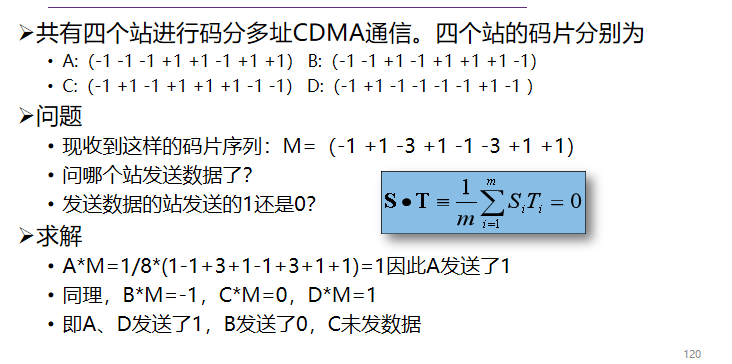 ➢共有四个站进行码分多址CDMA通信。四个站的码片分别为
• A:(-1 -1 -1 +1 +1 -1 +1 +1) B:(-1 -1 +1 -1 +1 +1 +1 -1)
• C:(-1 +1 -1 +1 +1 +1 -1 -1) D:(-1 +1 -1 -1 -1 -1 +1 -1 )
➢问题
• 现收到这样的码片序列:M=(-1 +1 -3 +1 -1 -3 +1 +1)
• 问哪个站发送数据了?
• 发送数据的站发送的1还是0?
S • T ≡ 1/m ∑_{i=1}^{m} S_i T_i = 0
➢求解
• A*M=1/8*(1-1+3+1-1+3+1+1)=1因此A发送了1
• 同理,B*M=-1,C*M=0,D*M=1
• 即A、D发送了1,B发送了0,C未发数据
120